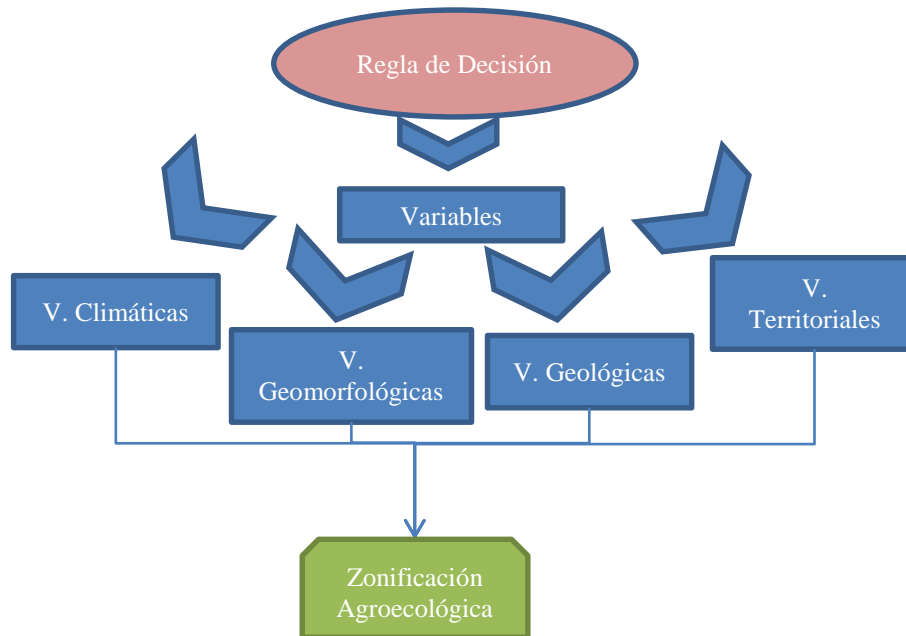 Regla de Decisión
Variables
V. Climáticas
V.
Geomorfológicas
V. Geológicas
V.
Territoriales
Zonificación
Agroecológica